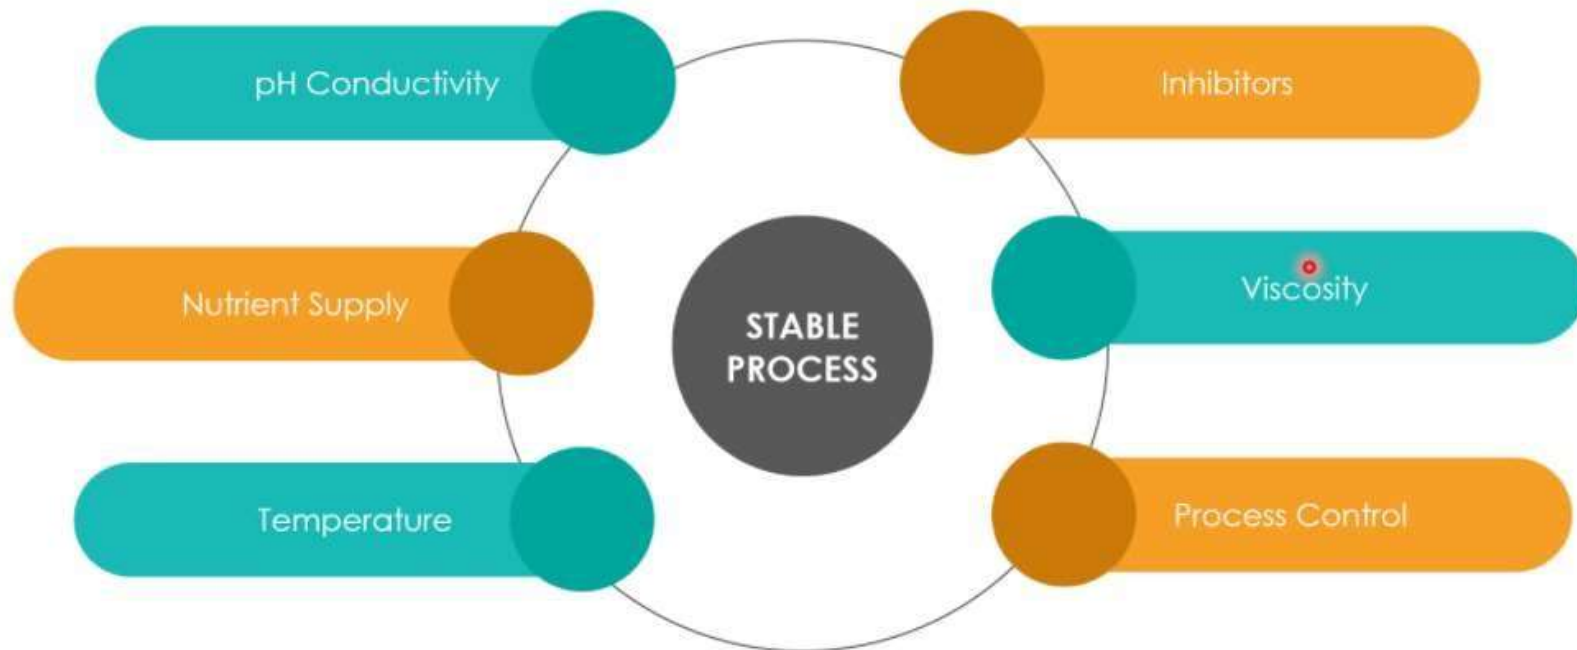 pH Conductivity
Inhibitors
Nutrient Supply
Viscosity
STABLE
PROCESS
Temperature
Process Control